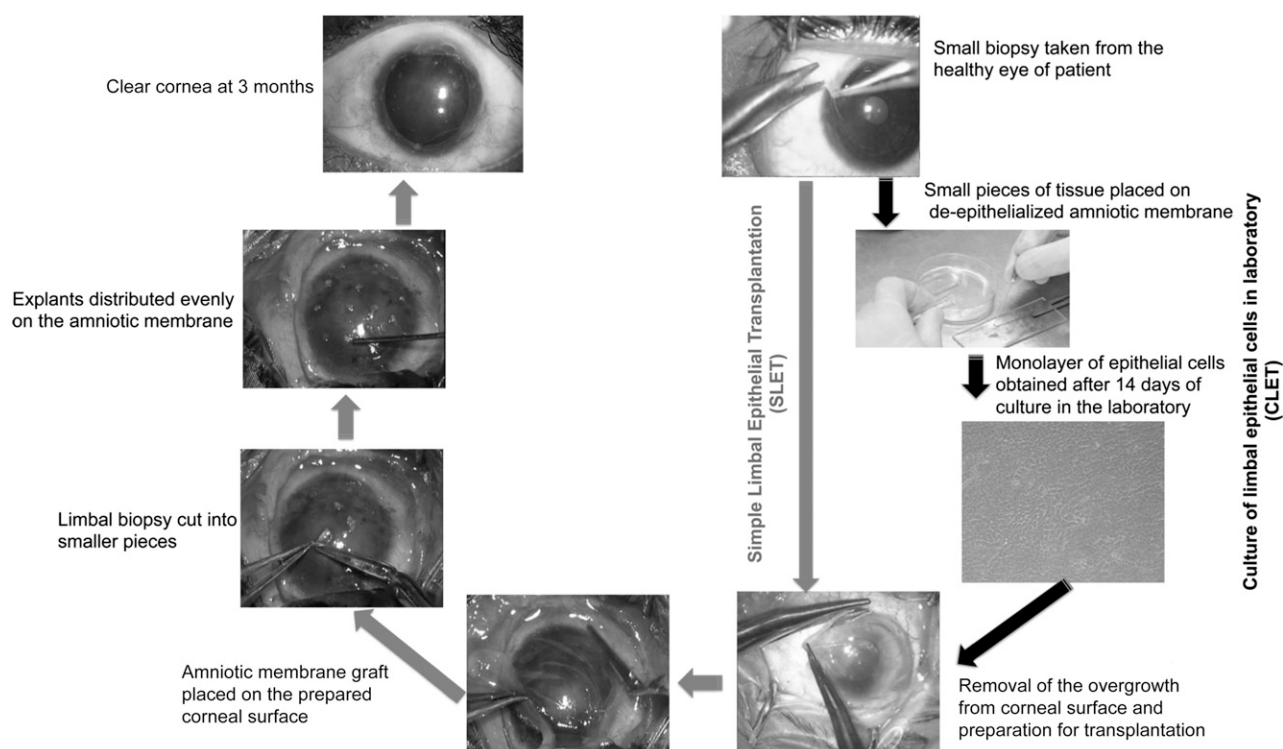 Clear cornea at 3 months
Small biopsy taken from the
healthy eye of patient
Small pieces of tissue placed on
de-epithelialized amniotic membrane
Simple Limbal Epithelial Transplantation
(SLET)
Culture of limbal epithelial cells in laboratory
(CLET)
Explants distributed evenly
on the amniotic membrane
Monolayer of epithelial cells
obtained after 14 days of
culture in the laboratory
Limbal biopsy cut into
smaller pieces
Amniotic membrane graft
placed on the prepared
corneal surface
Removal of the overgrowth
from corneal surface and
preparation for transplantation